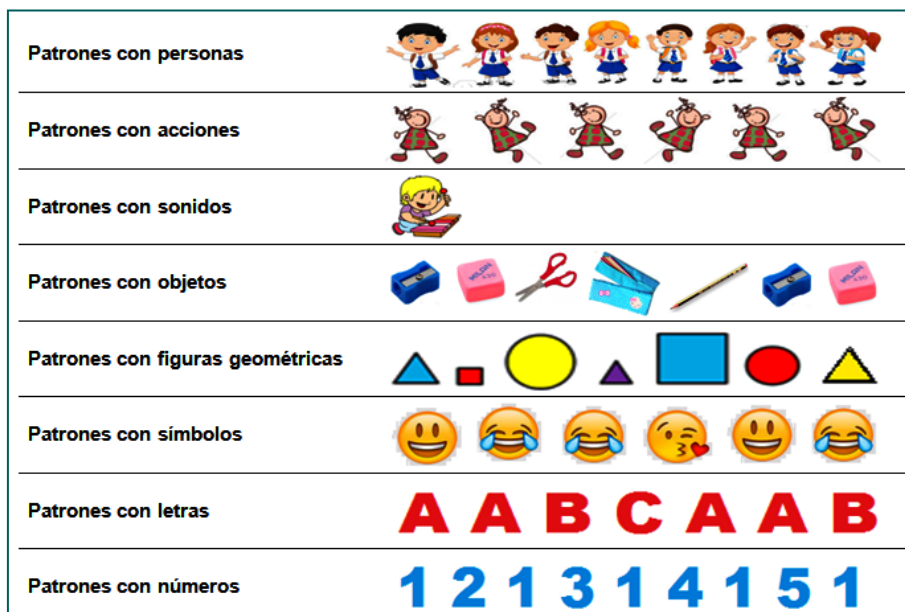 Patrones con personas
Patrones con acciones
Patrones con sonidos
Patrones con objetos
Patrones con figuras geométricas
Patrones con símbolos
Patrones con letras
A A B C A A B
Patrones con números
1 2 1 3 1 4 1 5 1